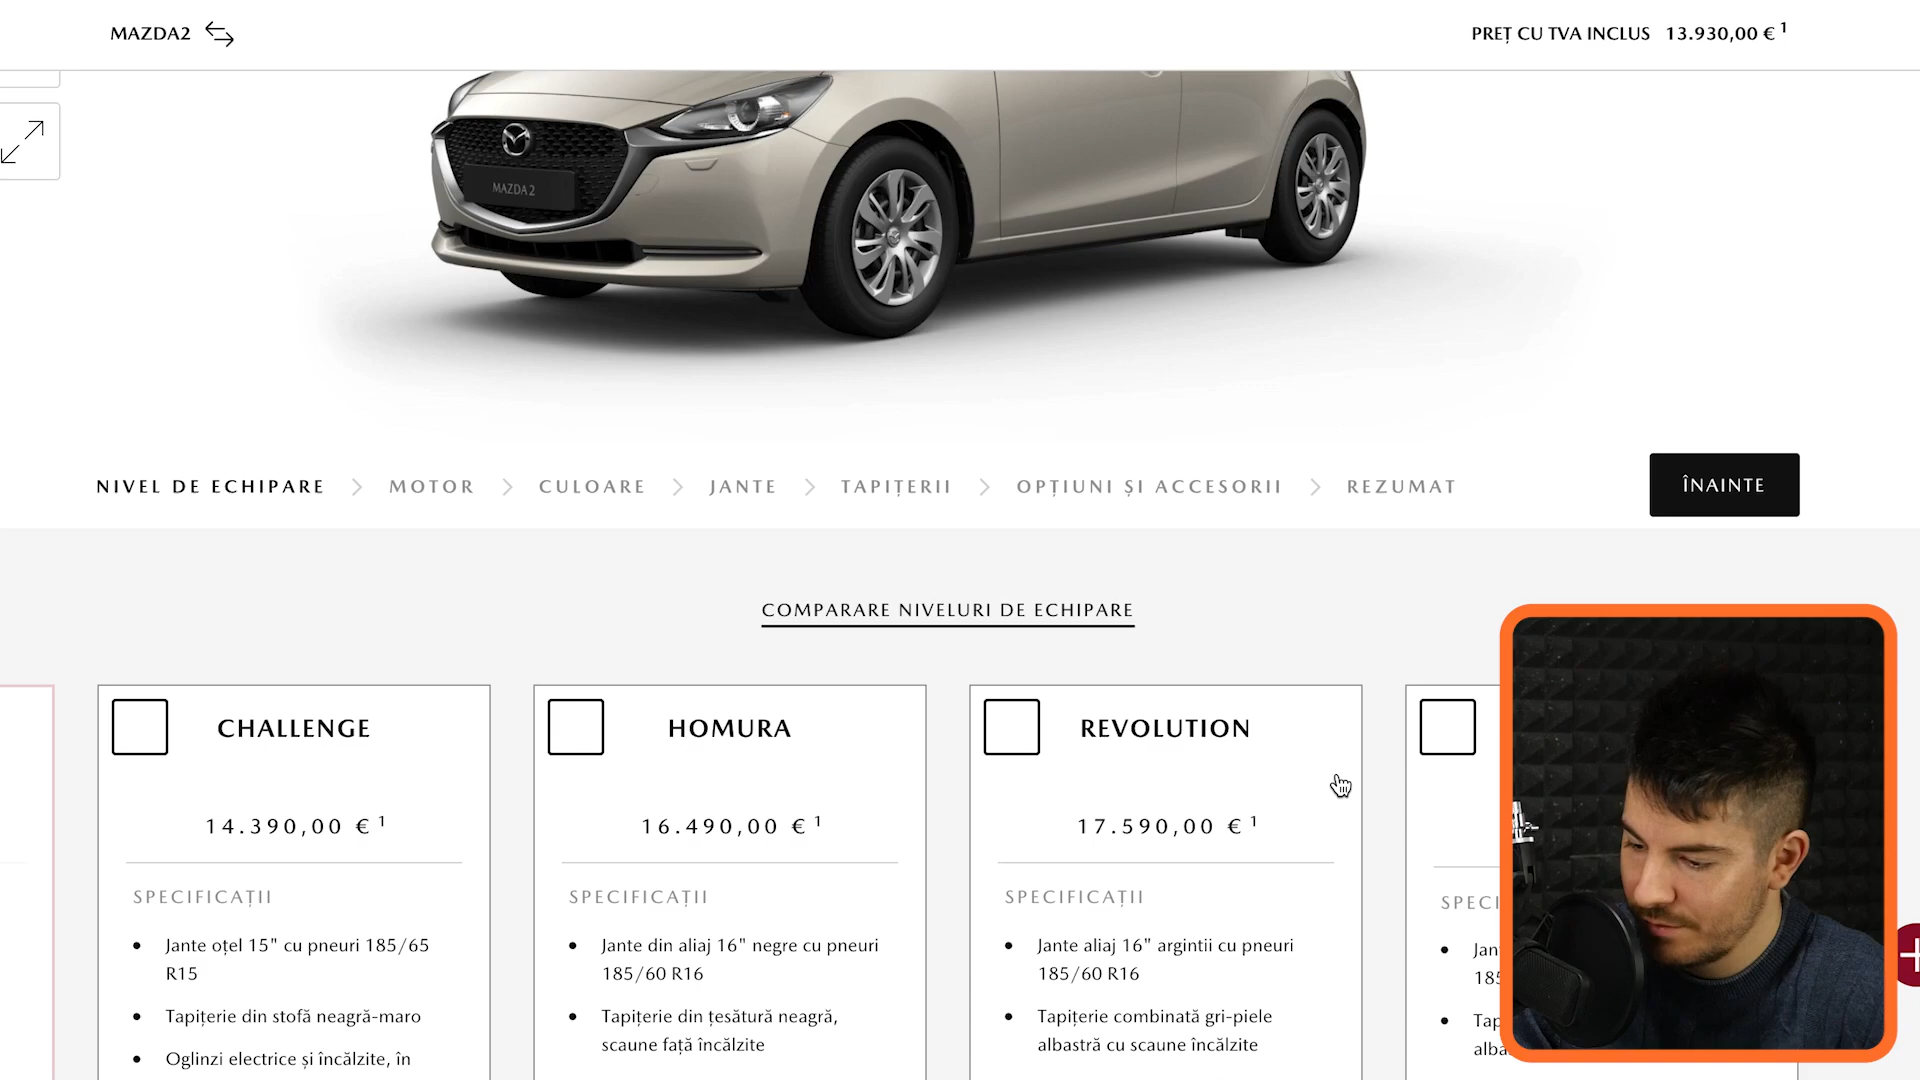 MAZDA2
PREȚ CU TVA INCLUS 13.930,00 € 1
MAZDA 2
NIVEL DE ECHIPARE
MOTOR
CULOARE
JANTE
TAPIȚERII
OPȚIUNI ȘI ACCESORII
REZUMAT
ÎNAINTE
COMPARARE NIVELURI DE ECHIPARE
CHALLENGE
14.390,00 € 1
SPECIFICAȚII
Jante oțel 15" cu pneuri 185/65
R15
Tapițerie din stofă neagră-maro
Oglinzi electrice și încălzite, în
HOMURA
16.490,00 € 1
SPECIFICAȚII
Jante din aliaj 16" negre cu pneuri
185/60 R16
Tapițerie din țesătură neagră,
scaune față încălzite
REVOLUTION
17.590,00 € 1
SPECIFICAȚII
Jante aliaj 16" argintii cu pneuri
185/60 R16
Tapițerie combinată gri-piele
albastră cu scaune încălzite
SPECI
Jan
185
Tap
alba